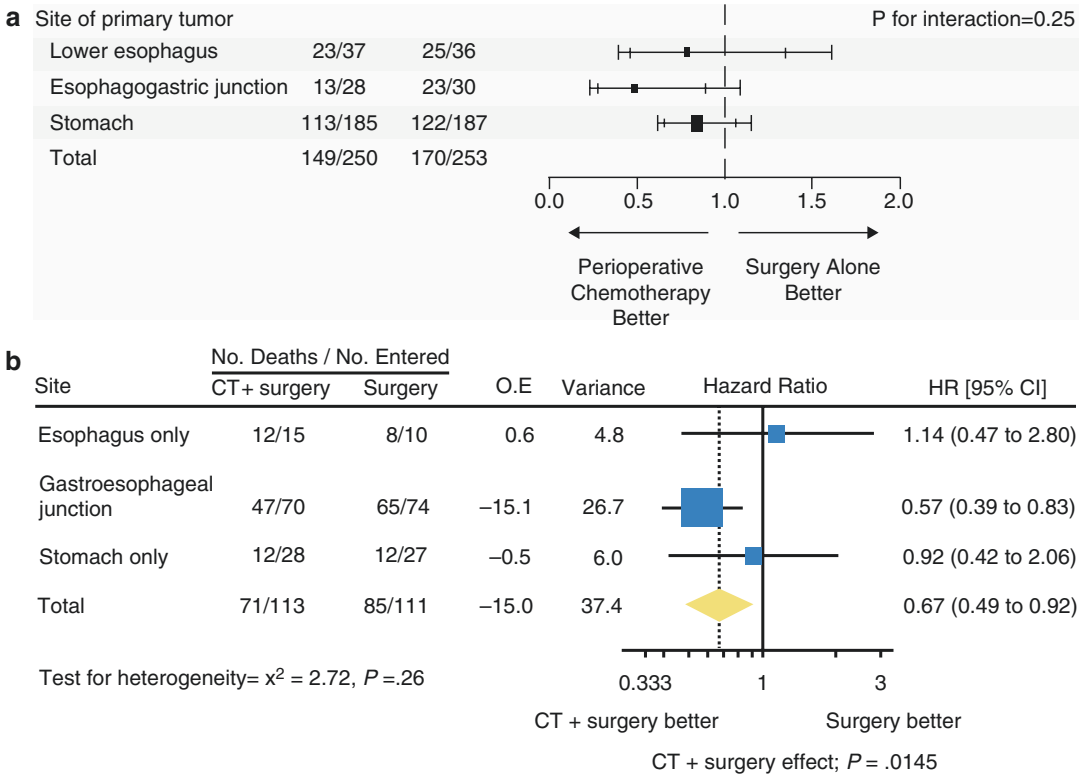 a Site of primary tumor P for interaction=0.25
Lower esophagus 23/37 25/36
Esophagogastric junction 13/28 23/30
Stomach 113/185 122/187
Total 149/250 170/253
0.0 0.5 1.0 1.5 2.0
Perioperative Chemotherapy Better
Surgery Alone Better
b No. Deaths / No. Entered
Site CT+ surgery Surgery O.E Variance Hazard Ratio HR [95% CI]
Esophagus only 12/15 8/10 0.6 4.8 1.14 (0.47 to 2.80)
Gastroesophageal
junction 47/70 65/74 –15.1 26.7 0.57 (0.39 to 0.83)
Stomach only 12/28 12/27 –0.5 6.0 0.92 (0.42 to 2.06)
Total 71/113 85/111 –15.0 37.4 0.67 (0.49 to 0.92)
Test for heterogeneity= x² = 2.72, P =.26
0.333 1 3
CT + surgery better Surgery better
CT + surgery effect; P = .0145